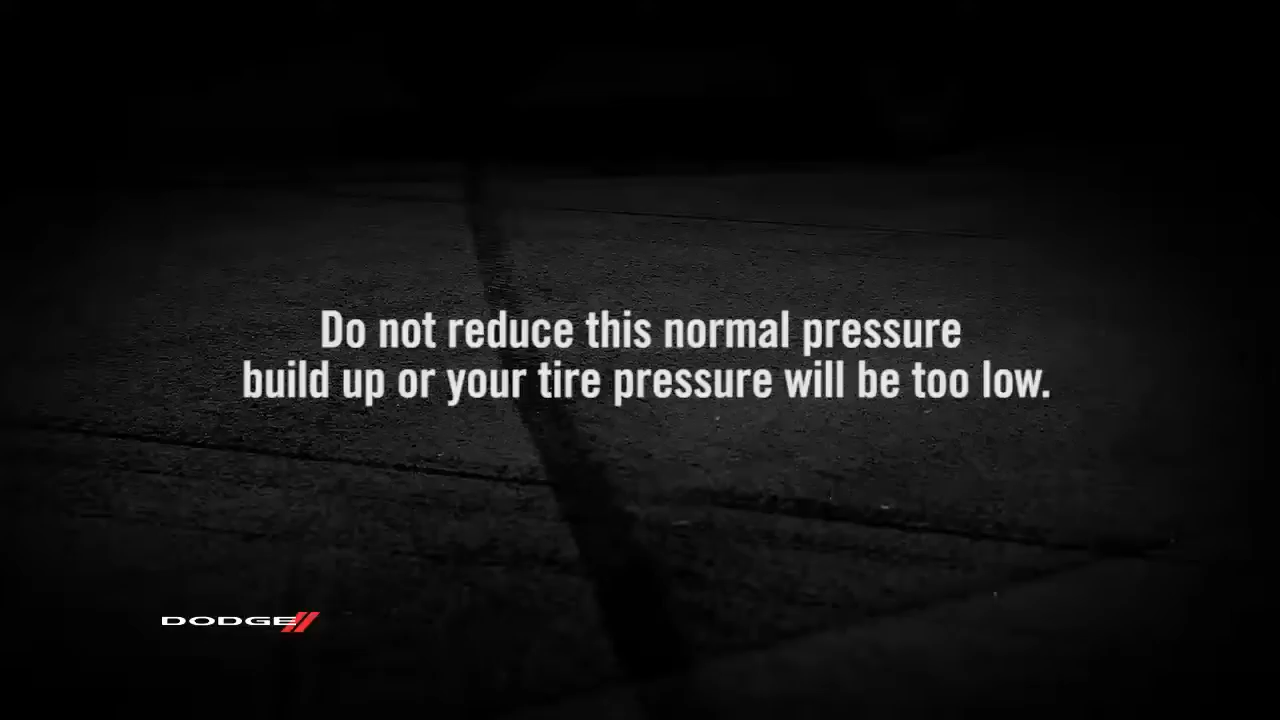 Do not reduce this normal pressure
build up or your tire pressure will be too low.
DODGE